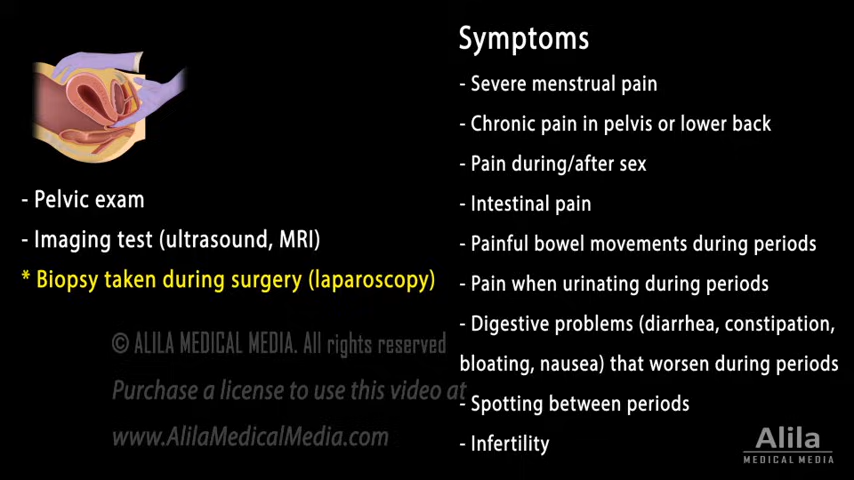 Symptoms
- Severe menstrual pain
- Chronic pain in pelvis or lower back
- Pain during/after sex
- Intestinal pain
- Painful bowel movements during periods
- Pain when urinating during periods
- Digestive problems (diarrhea, constipation,
bloating, nausea) that worsen during periods
- Spotting between periods
- Infertility
- Pelvic exam
- Imaging test (ultrasound, MRI)
* Biopsy taken during surgery (laparoscopy)
© ALILA MEDICAL MEDIA. All rights reserved
Purchase a license to use this video at
www.AlilaMedicalMedia.com
Alila
MEDICAL MEDIA